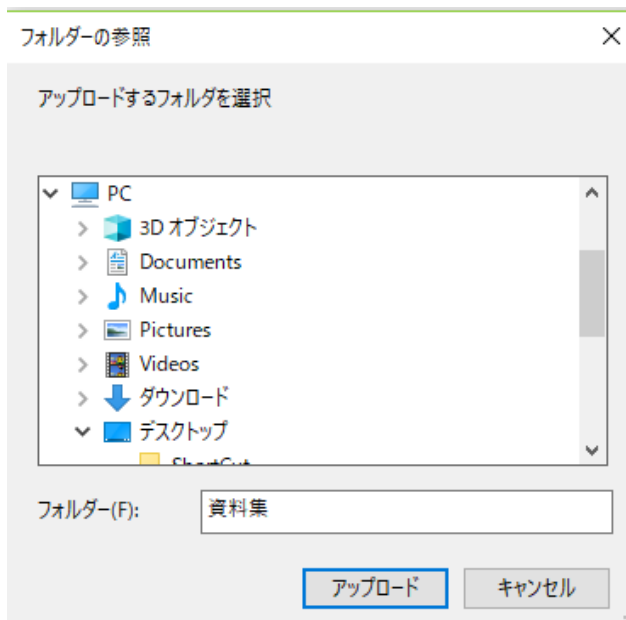 フォルダーの参照
アップロードするフォルダを選択
PC
3D オブジェクト
Documents
Music
Pictures
Videos
ダウンロード
デスクトップ
ShortCut
フォルダー(F):
資料集
アップロード
キャンセル